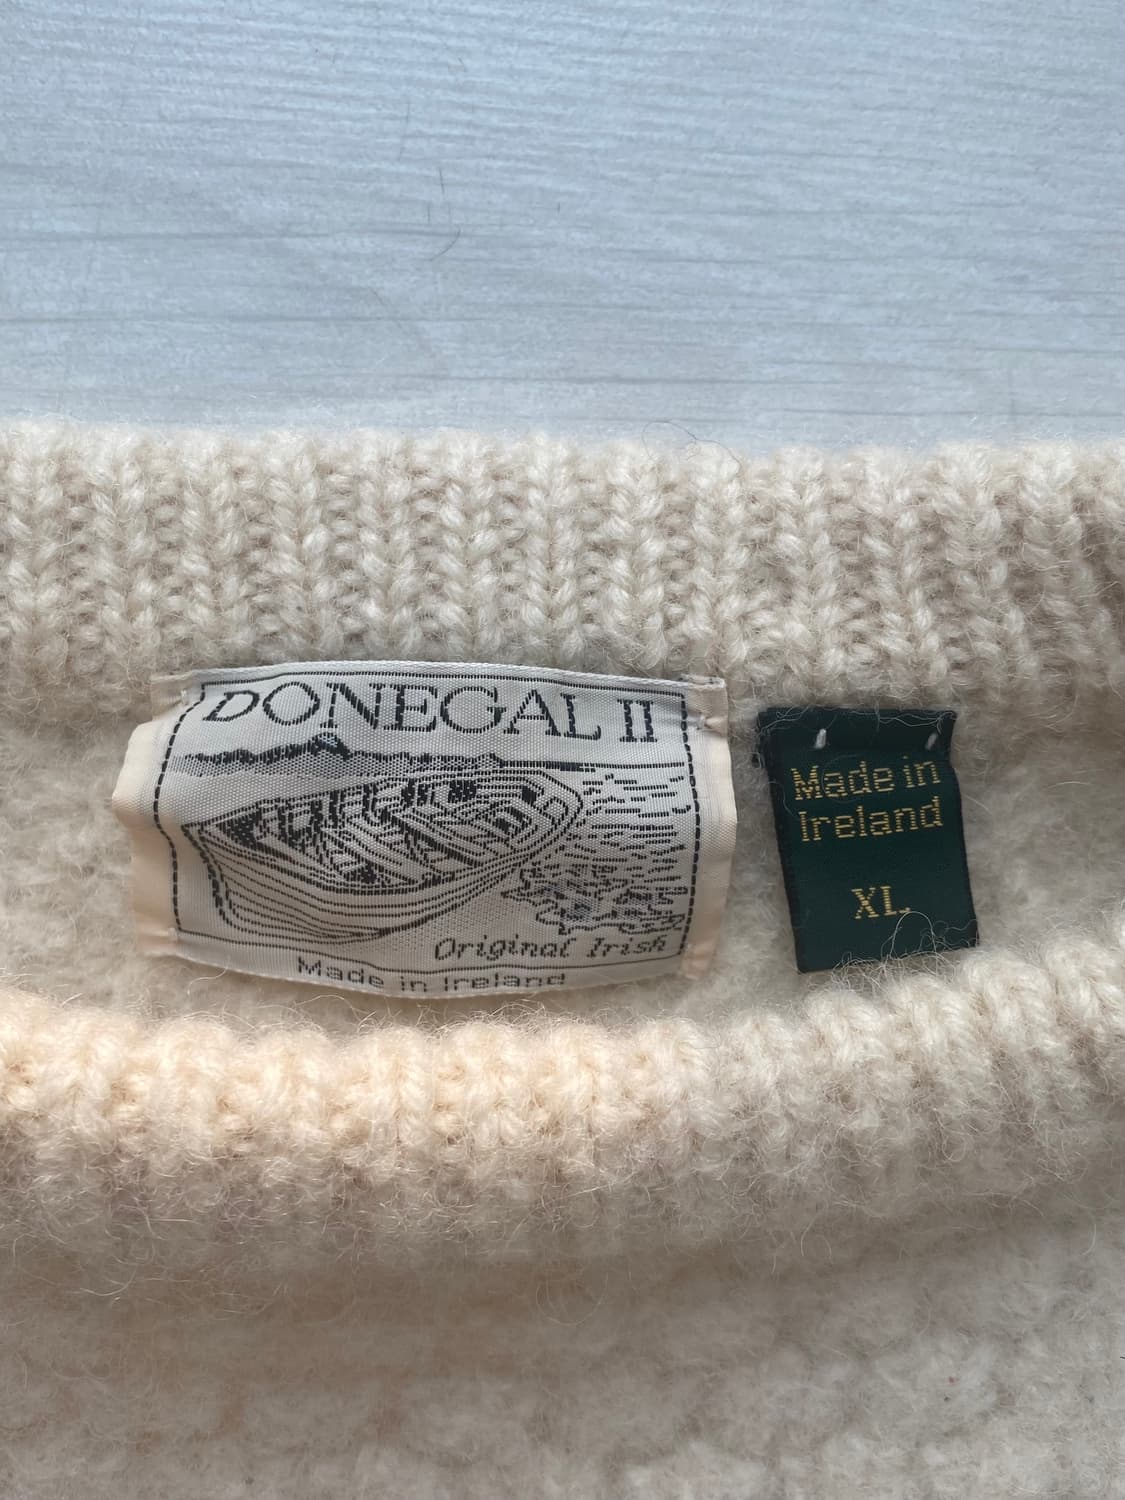 DONEGAL II
Original Irish
Made in Ireland
Made in
Ireland
XL